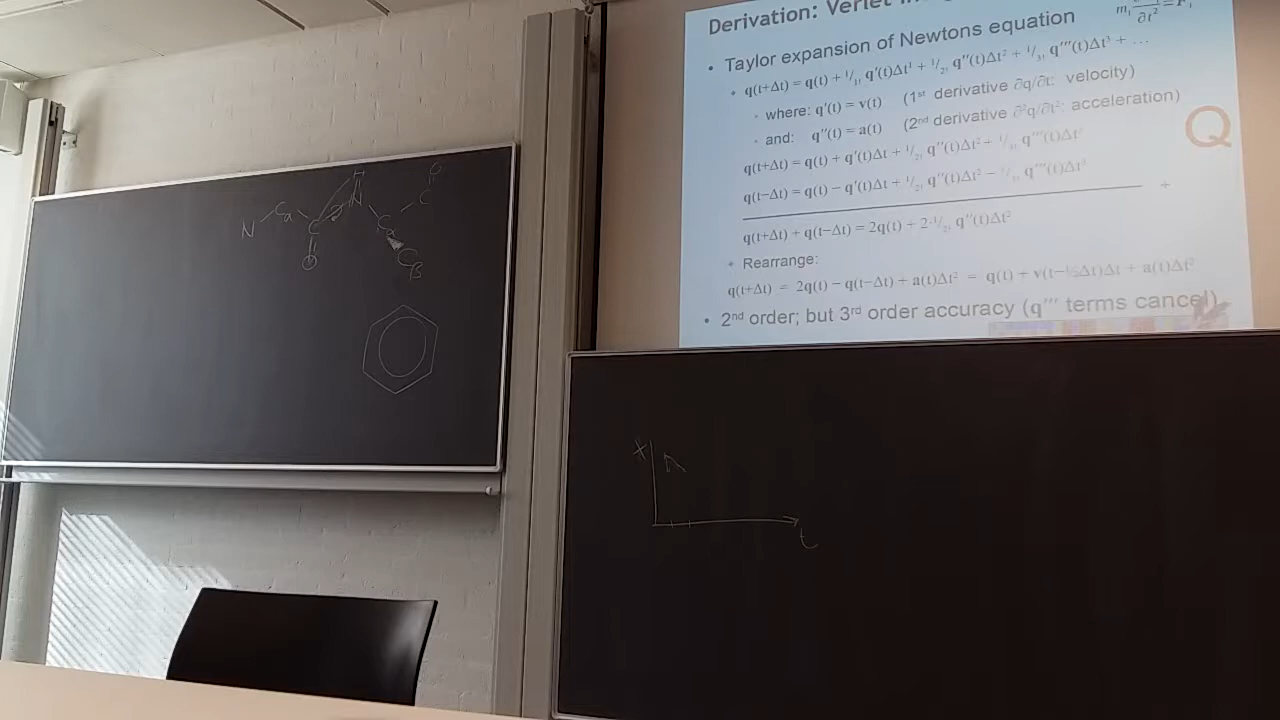 Derivation: Verlet
• Taylor expansion of Newtons equation
q(t+Δt) = q(t) + ¹/₁! q′(t)Δt¹ + ¹/₂! q″(t)Δt² + ¹/₃! q‴(t)Δt³ + …
where: q′(t) = v(t) (1st derivative ∂q/∂t: velocity)
and: q″(t) = a(t) (2nd derivative ∂²q/∂t²: acceleration)
q(t+Δt) = q(t) + q′(t)Δt + ¹/₂! q″(t)Δt² + ¹/₃! q‴(t)Δt³
q(t−Δt) = q(t) − q′(t)Δt + ¹/₂! q″(t)Δt² − ¹/₃! q‴(t)Δt³
+
q(t+Δt) + q(t−Δt) = 2q(t) + 2·¹/₂! q″(t)Δt²
Rearrange:
q(t+Δt) = 2q(t) − q(t−Δt) + a(t)Δt² = q(t) + v(t−½Δt)Δt + a(t)Δt²
• 2nd order; but 3rd order accuracy (q‴ terms cancel)
Q
H
N Cα C N Cα C
O Cβ
x
t